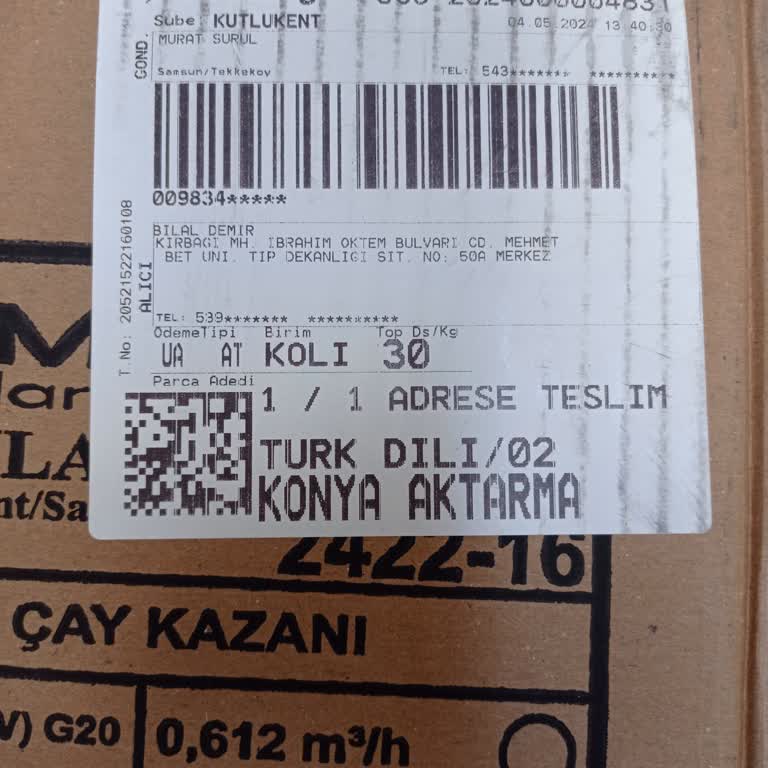 Sube: KUTLUKENT
04.05.2024 13:40:30
GOND.
MURAT SURUL
Samsun/Tekkekoy
TEL: 543******* **********
009834*****
T.No: 20521522160108
ALICI
BILAL DEMIR
KIRBAGI MH. IBRAHIM OKTEM BULVARI CD. MEHMET
BET UNI. TIP DEKANLIGI SIT. NO: 50A MERKEZ
TEL: 539******* **********
OdemeTipi Birim Top Ds/Kg
UA AT KOLI 30
Parca Adedi
1 / 1 ADRESE TESLIM
TURK DILI/02
KONYA AKTARMA
2422-16
ÇAY KAZANI
G20
0,612 m³/h